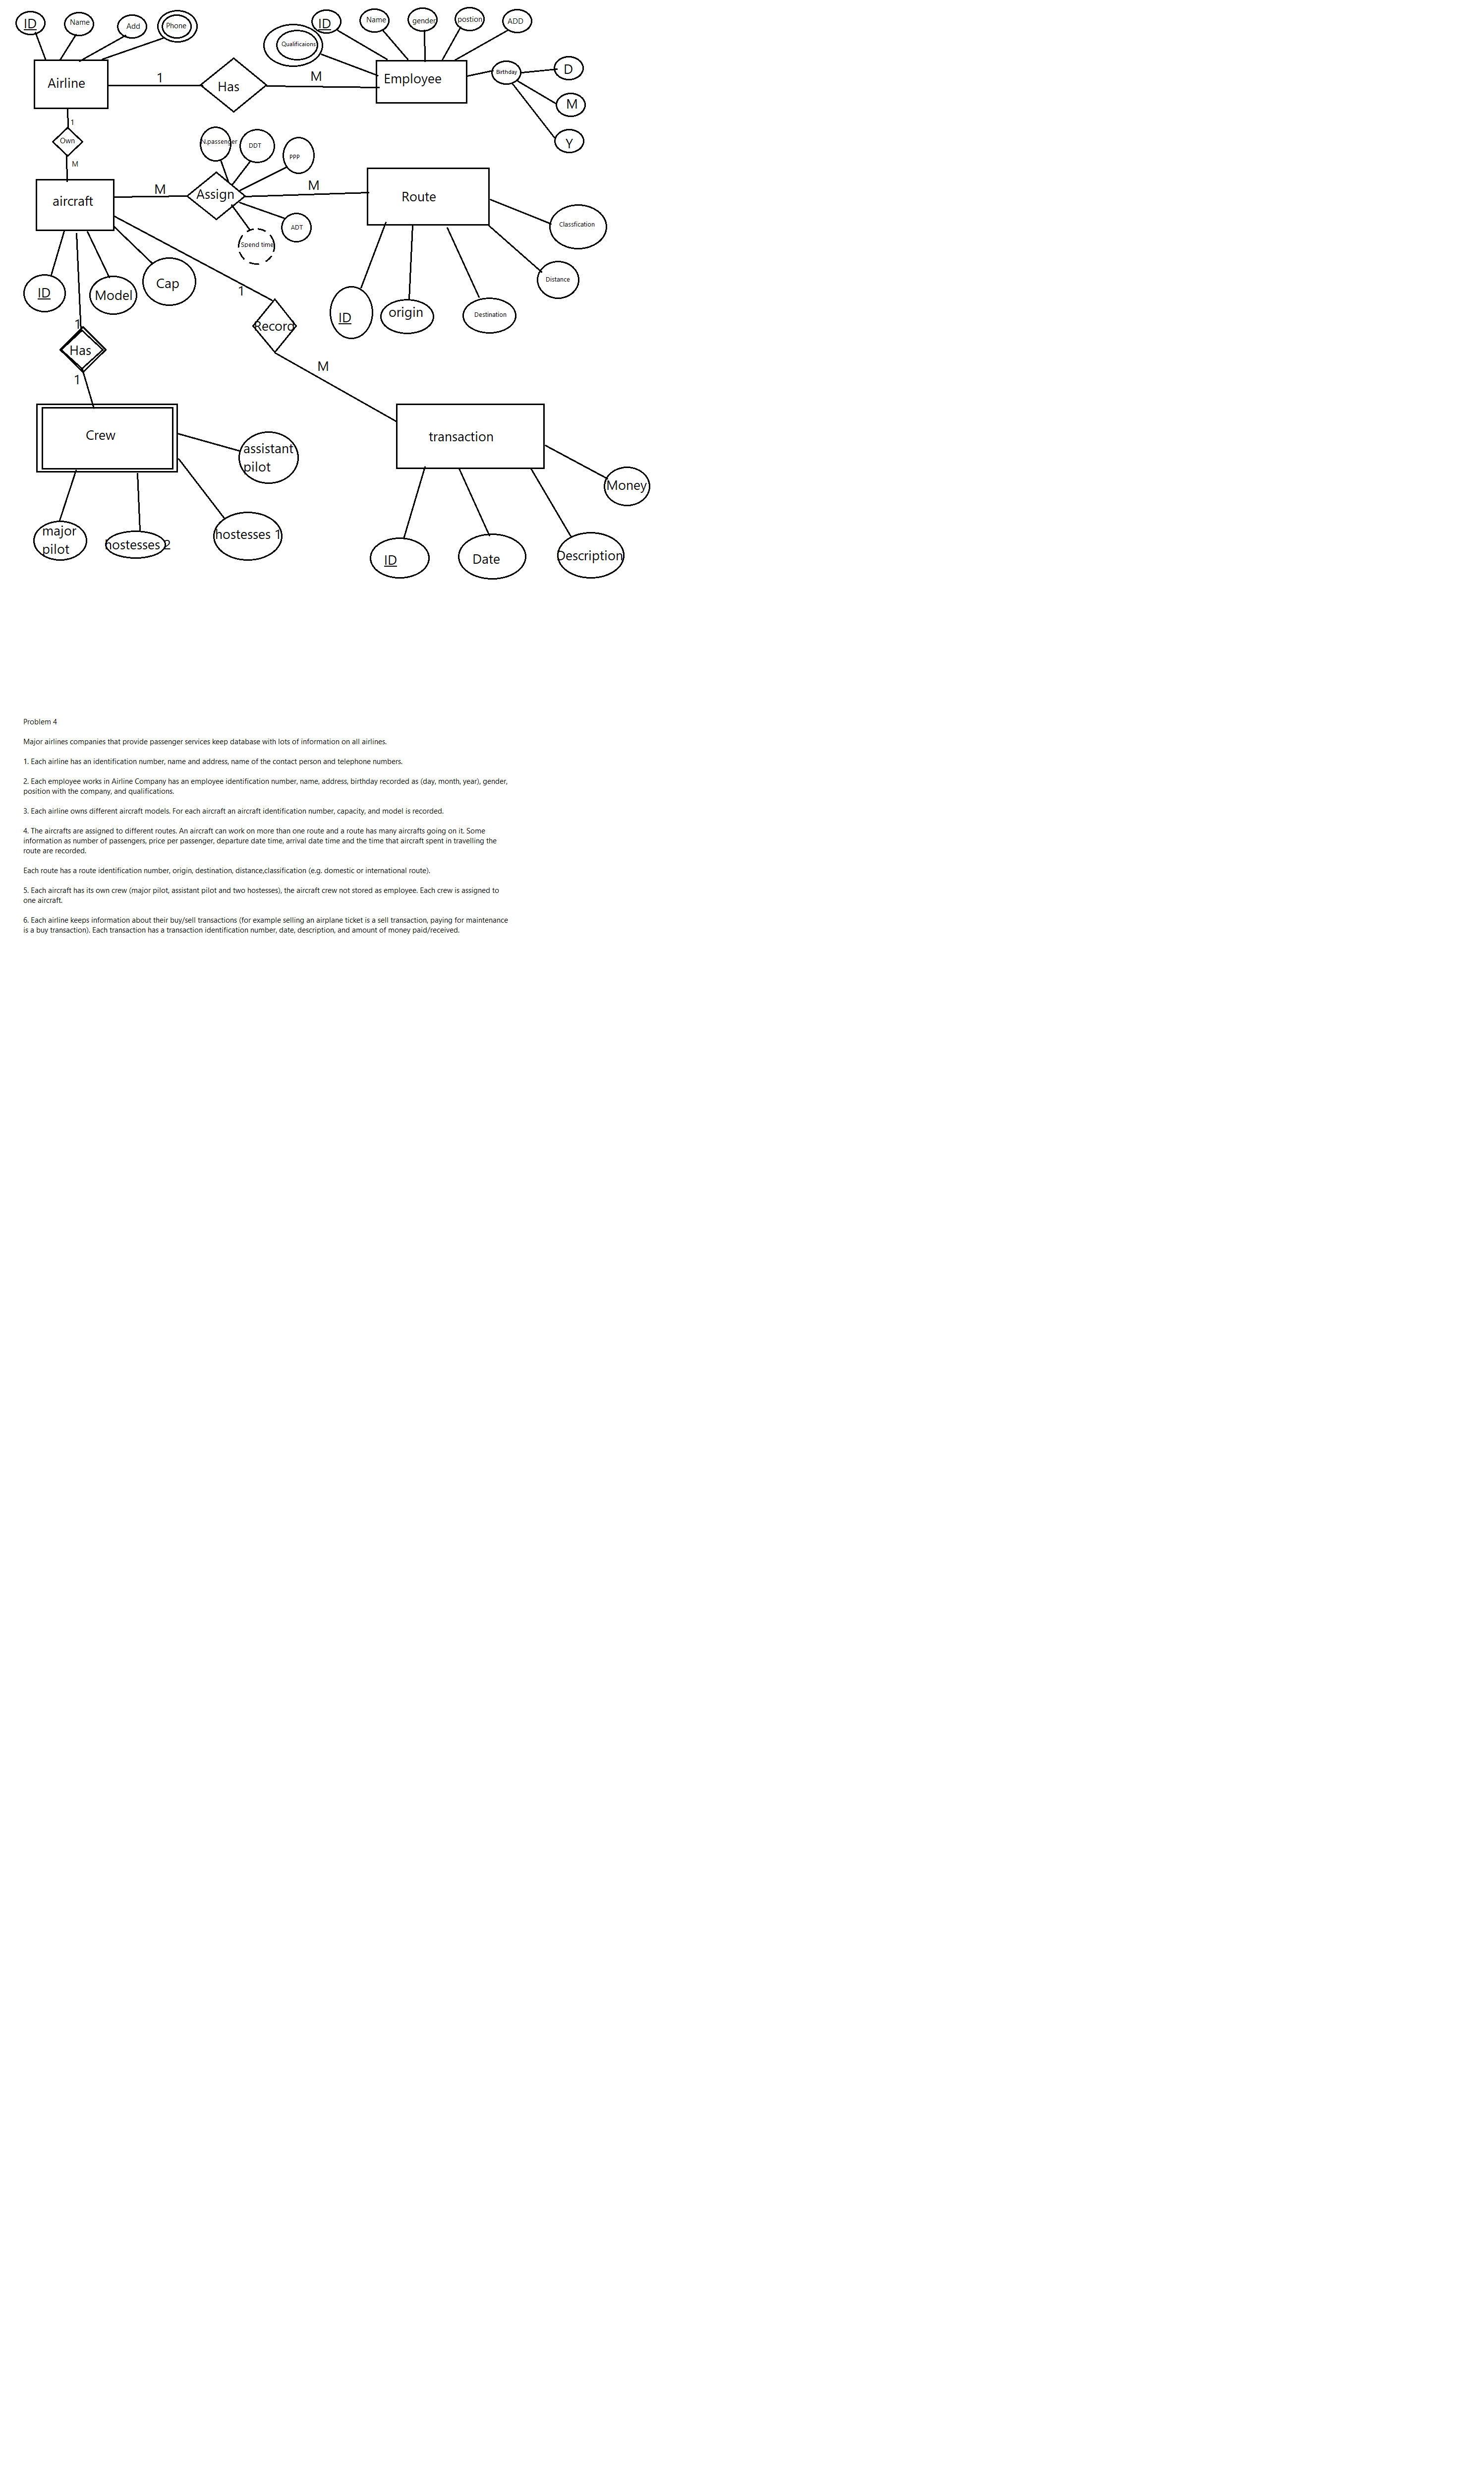 ID
Name
Add
Phone
Qualificaions
ID
Name
gender
postion
ADD
Airline
1
Has
M
Employee
Birthday
D
M
Y
1
Own
M
N.passenger
DDT
ppp
aircraft
M
Assign
M
Route
Classfication
ADT
Spend time
Distance
ID
Model
Cap
1
ID
origin
Destination
1
Has
1
Record
M
Crew
assistant
pilot
transaction
Money
major
pilot
hostesses 2
hostesses 1
ID
Date
Description
Problem 4
Major airlines companies that provide passenger services keep database with lots of information on all airlines.
1. Each airline has an identification number, name and address, name of the contact person and telephone numbers.
2. Each employee works in Airline Company has an employee identification number, name, address, birthday recorded as (day, month, year), gender,
position with the company, and qualifications.
3. Each airline owns different aircraft models. For each aircraft an aircraft identification number, capacity, and model is recorded.
4. The aircrafts are assigned to different routes. An aircraft can work on more than one route and a route has many aircrafts going on it. Some
information as number of passengers, price per passenger, departure date time, arrival date time and the time that aircraft spent in travelling the
route are recorded.
Each route has a route identification number, origin, destination, distance,classification (e.g. domestic or international route).
5. Each aircraft has its own crew (major pilot, assistant pilot and two hostesses), the aircraft crew not stored as employee. Each crew is assigned to
one aircraft.
6. Each airline keeps information about their buy/sell transactions (for example selling an airplane ticket is a sell transaction, paying for maintenance
is a buy transaction). Each transaction has a transaction identification number, date, description, and amount of money paid/received.